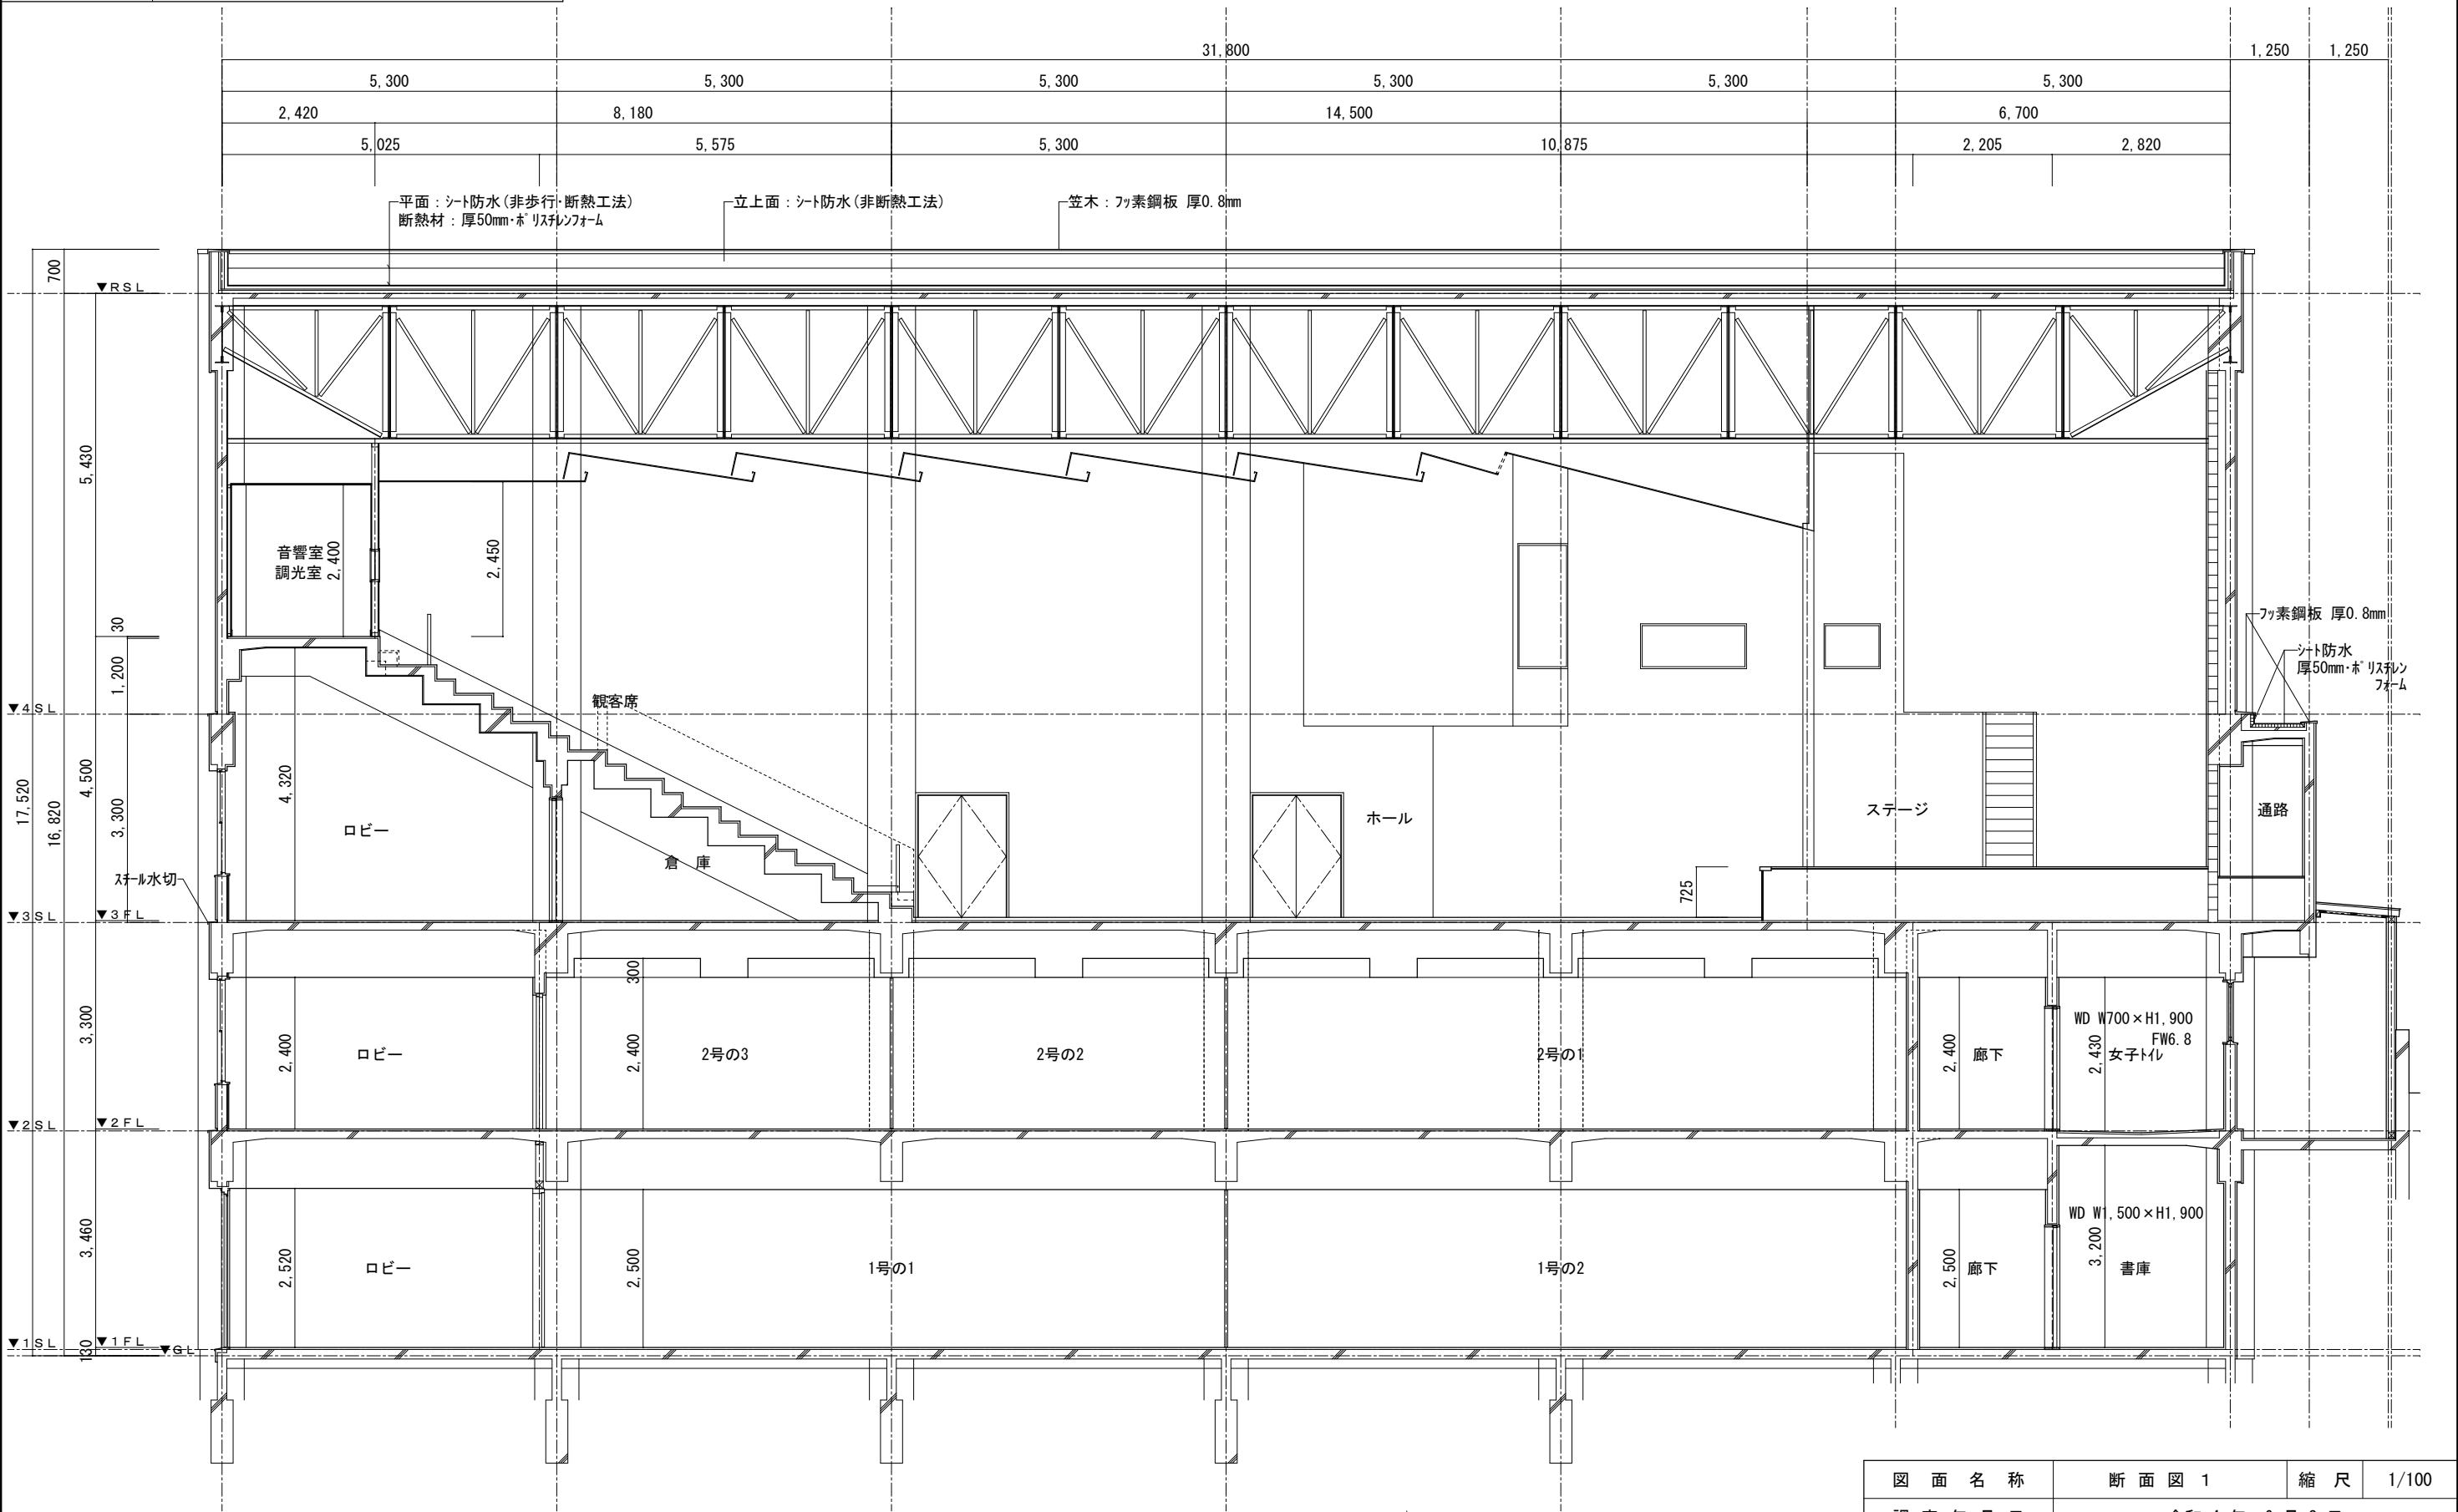 31,800
1,250
1,250
5,300
5,300
5,300
5,300
5,300
5,300
2,420
8,180
14,500
6,700
5,025
5,575
5,300
10,875
2,205
2,820
平面：シート防水(非歩行・断熱工法)
断熱材：厚50mm・ポリスチレンフォーム
立上面：シート防水(非断熱工法)
笠木：フッ素鋼板 厚0.8mm
700
▼RSL
5,430
音響室
調光室
2,400
2,450
フッ素鋼板 厚0.8mm
シート防水
厚50mm・ポリスチレン
フォーム
30
1,200
観客席
▼4SL
17,520
16,820
4,500
3,300
4,320
ロビー
倉 庫
ホール
ステージ
通路
725
スチール水切
▼3SL
▼3FL
300
3,300
2,400
ロビー
2,400
2号の3
2号の2
2号の1
2,400
廊下
WD W700×H1,900
FW6.8
2,430
女子トイレ
▼2SL
▼2FL
3,460
2,520
ロビー
2,500
1号の1
1号の2
2,500
廊下
WD W1,500×H1,900
3,200
書庫
▼1SL
▼1FL
▼GL
130
図 面 名 称
断 面 図 1
縮 尺
1/100